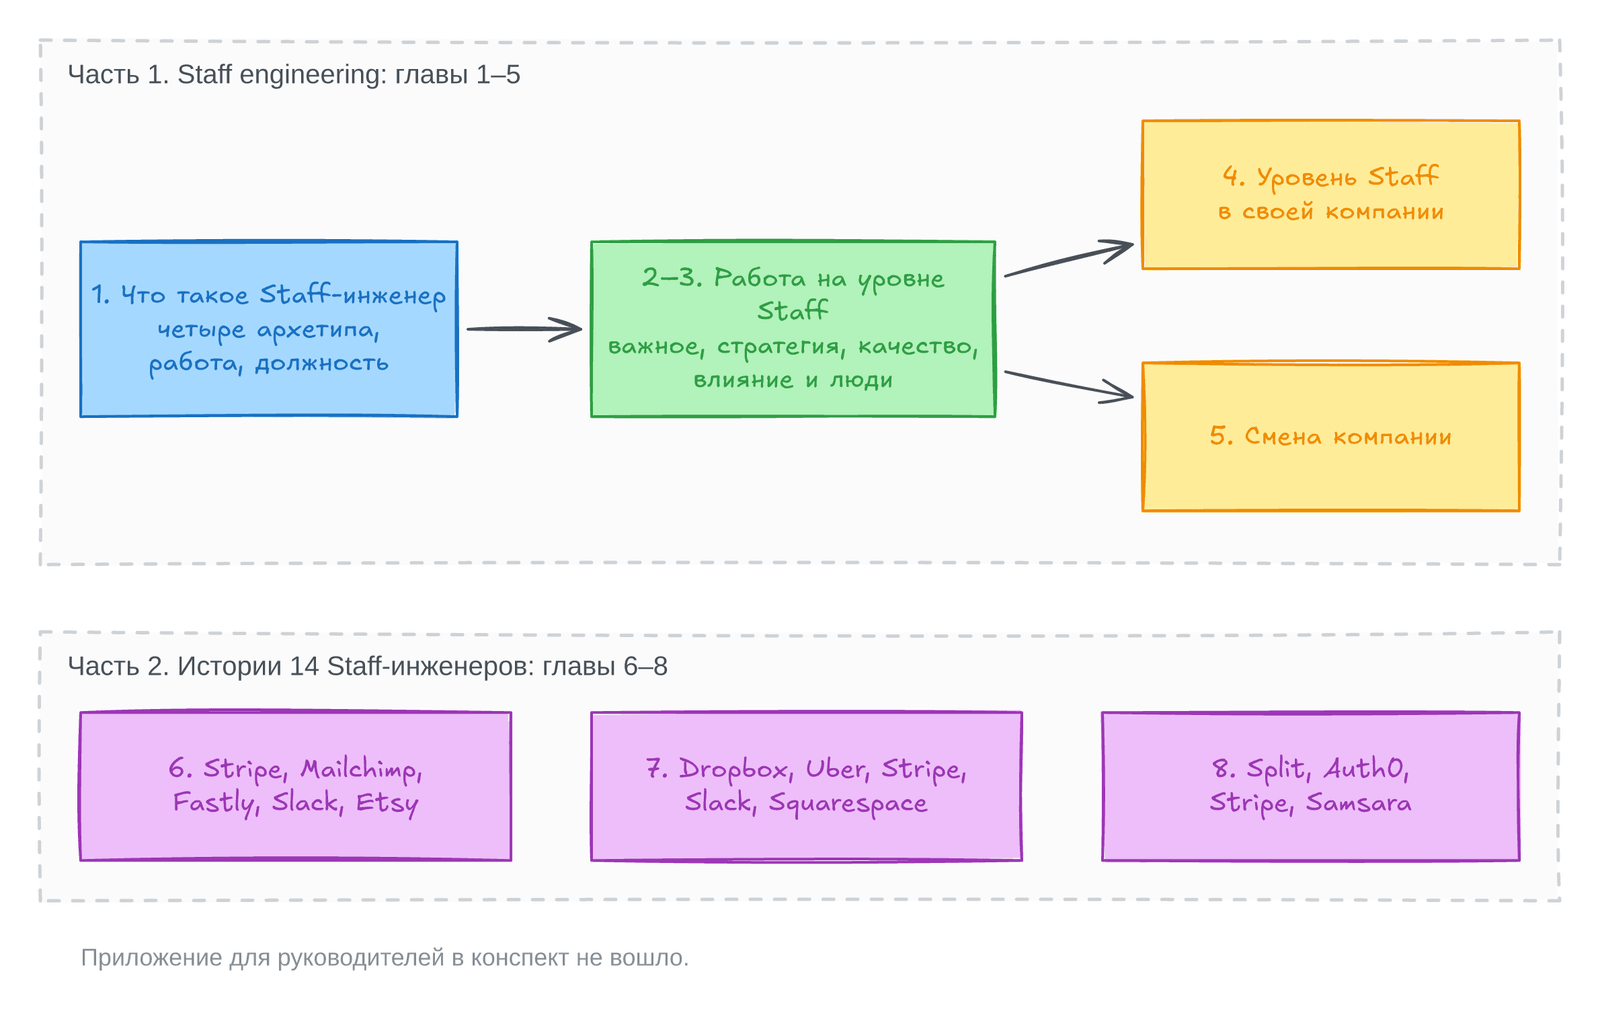 Часть 1. Staff engineering: главы 1–5
1. Что такое Staff-инженер
четыре архетипа,
работа, должность
2–3. Работа на уровне
Staff
важное, стратегия, качество,
влияние и люди
4. Уровень Staff
в своей компании
5. Смена компании
Часть 2. Истории 14 Staff-инженеров: главы 6–8
6. Stripe, Mailchimp,
Fastly, Slack, Etsy
7. Dropbox, Uber, Stripe,
Slack, Squarespace
8. Split, Auth0,
Stripe, Samsara
Приложение для руководителей в конспект не вошло.